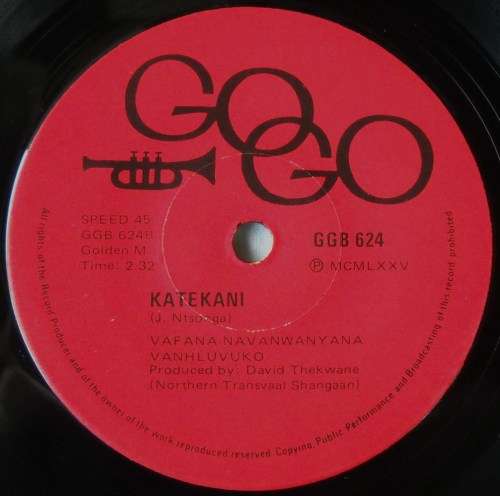 GO GO
SPEED 45
GGB 624B
Golden M.
Time: 2.32
GGB 624
Ⓟ MCMLXXV
KATEKANI
(J. Ntsonga)
VAFANA NAVANWANYANA
VANHLUVUKO
Produced by: David Thekwane
(Northern Transvaal Shangaan)
All rights of the Record Producer and of the owner of the work reproduced reserved. Copying, Public Performance and Broadcasting of this record prohibited